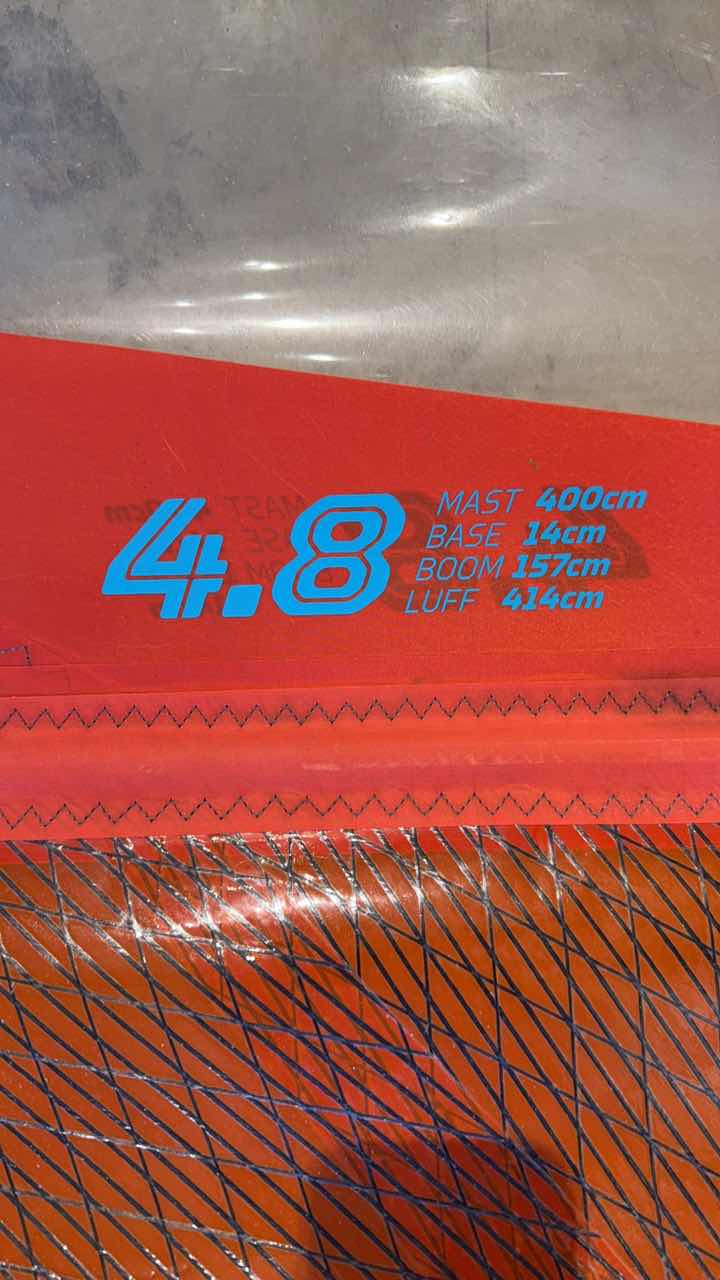 4.8
MAST 400cm
BASE 14cm
BOOM 157cm
LUFF 414cm